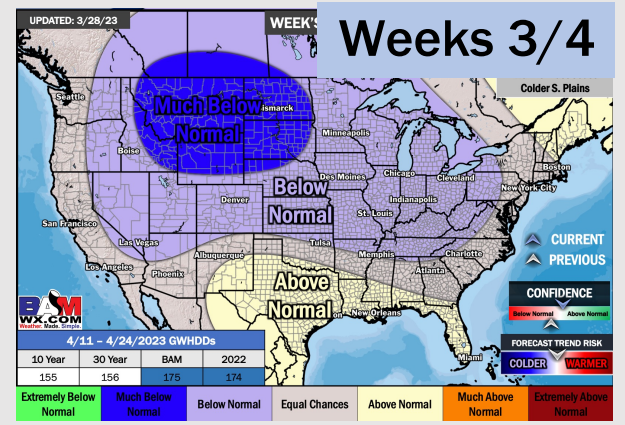 UPDATED: 3/28/23
WEEK'S
Weeks 3/4
Colder S. Plains
Seattle
Much Below
Normal
Bismarck
Minneapolis
Boise
Boston
Chicago
Cleveland
Des Moines
New York City
Below
Normal
Denver
Indianapolis
St. Louis
San Francisco
Las Vegas
Tulsa
Albuquerque
Memphis
Charlotte
Los Angeles
Phoenix
Atlanta
CURRENT
PREVIOUS
Above
Normal
New Orleans
Miami
CONFIDENCE
Below Normal
Above Normal
FORECAST TREND RISK
COLDER
WARMER
BAM
WX.COM
Weather. Made. Simple.
4/11 – 4/24/2023 GWHDDs
10 Year 30 Year BAM 2022
155 156 175 174
Extremely Below Normal
Much Below Normal
Below Normal
Equal Chances
Above Normal
Much Above Normal
Extremely Above Normal